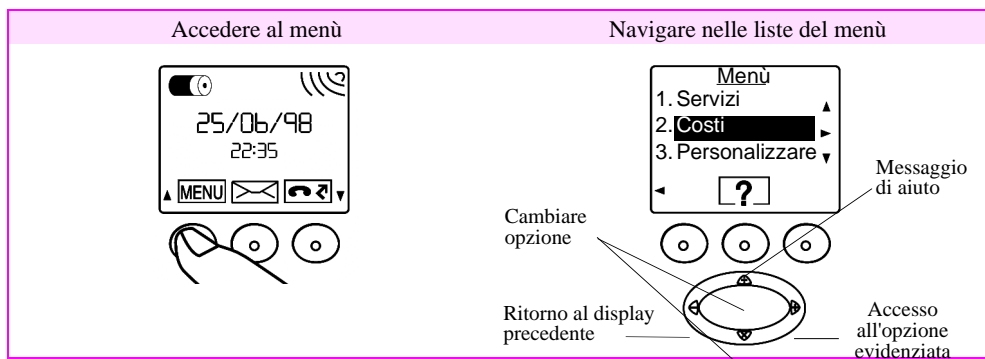 Accedere al menù
Navigare nelle liste del menù
25/06/98
22:35
MENU
Menù
1. Servizi
2. Costi
3. Personalizzare
?
Messaggio
di aiuto
Cambiare
opzione
Ritorno al display
precedente
Accesso
all'opzione
evidenziata